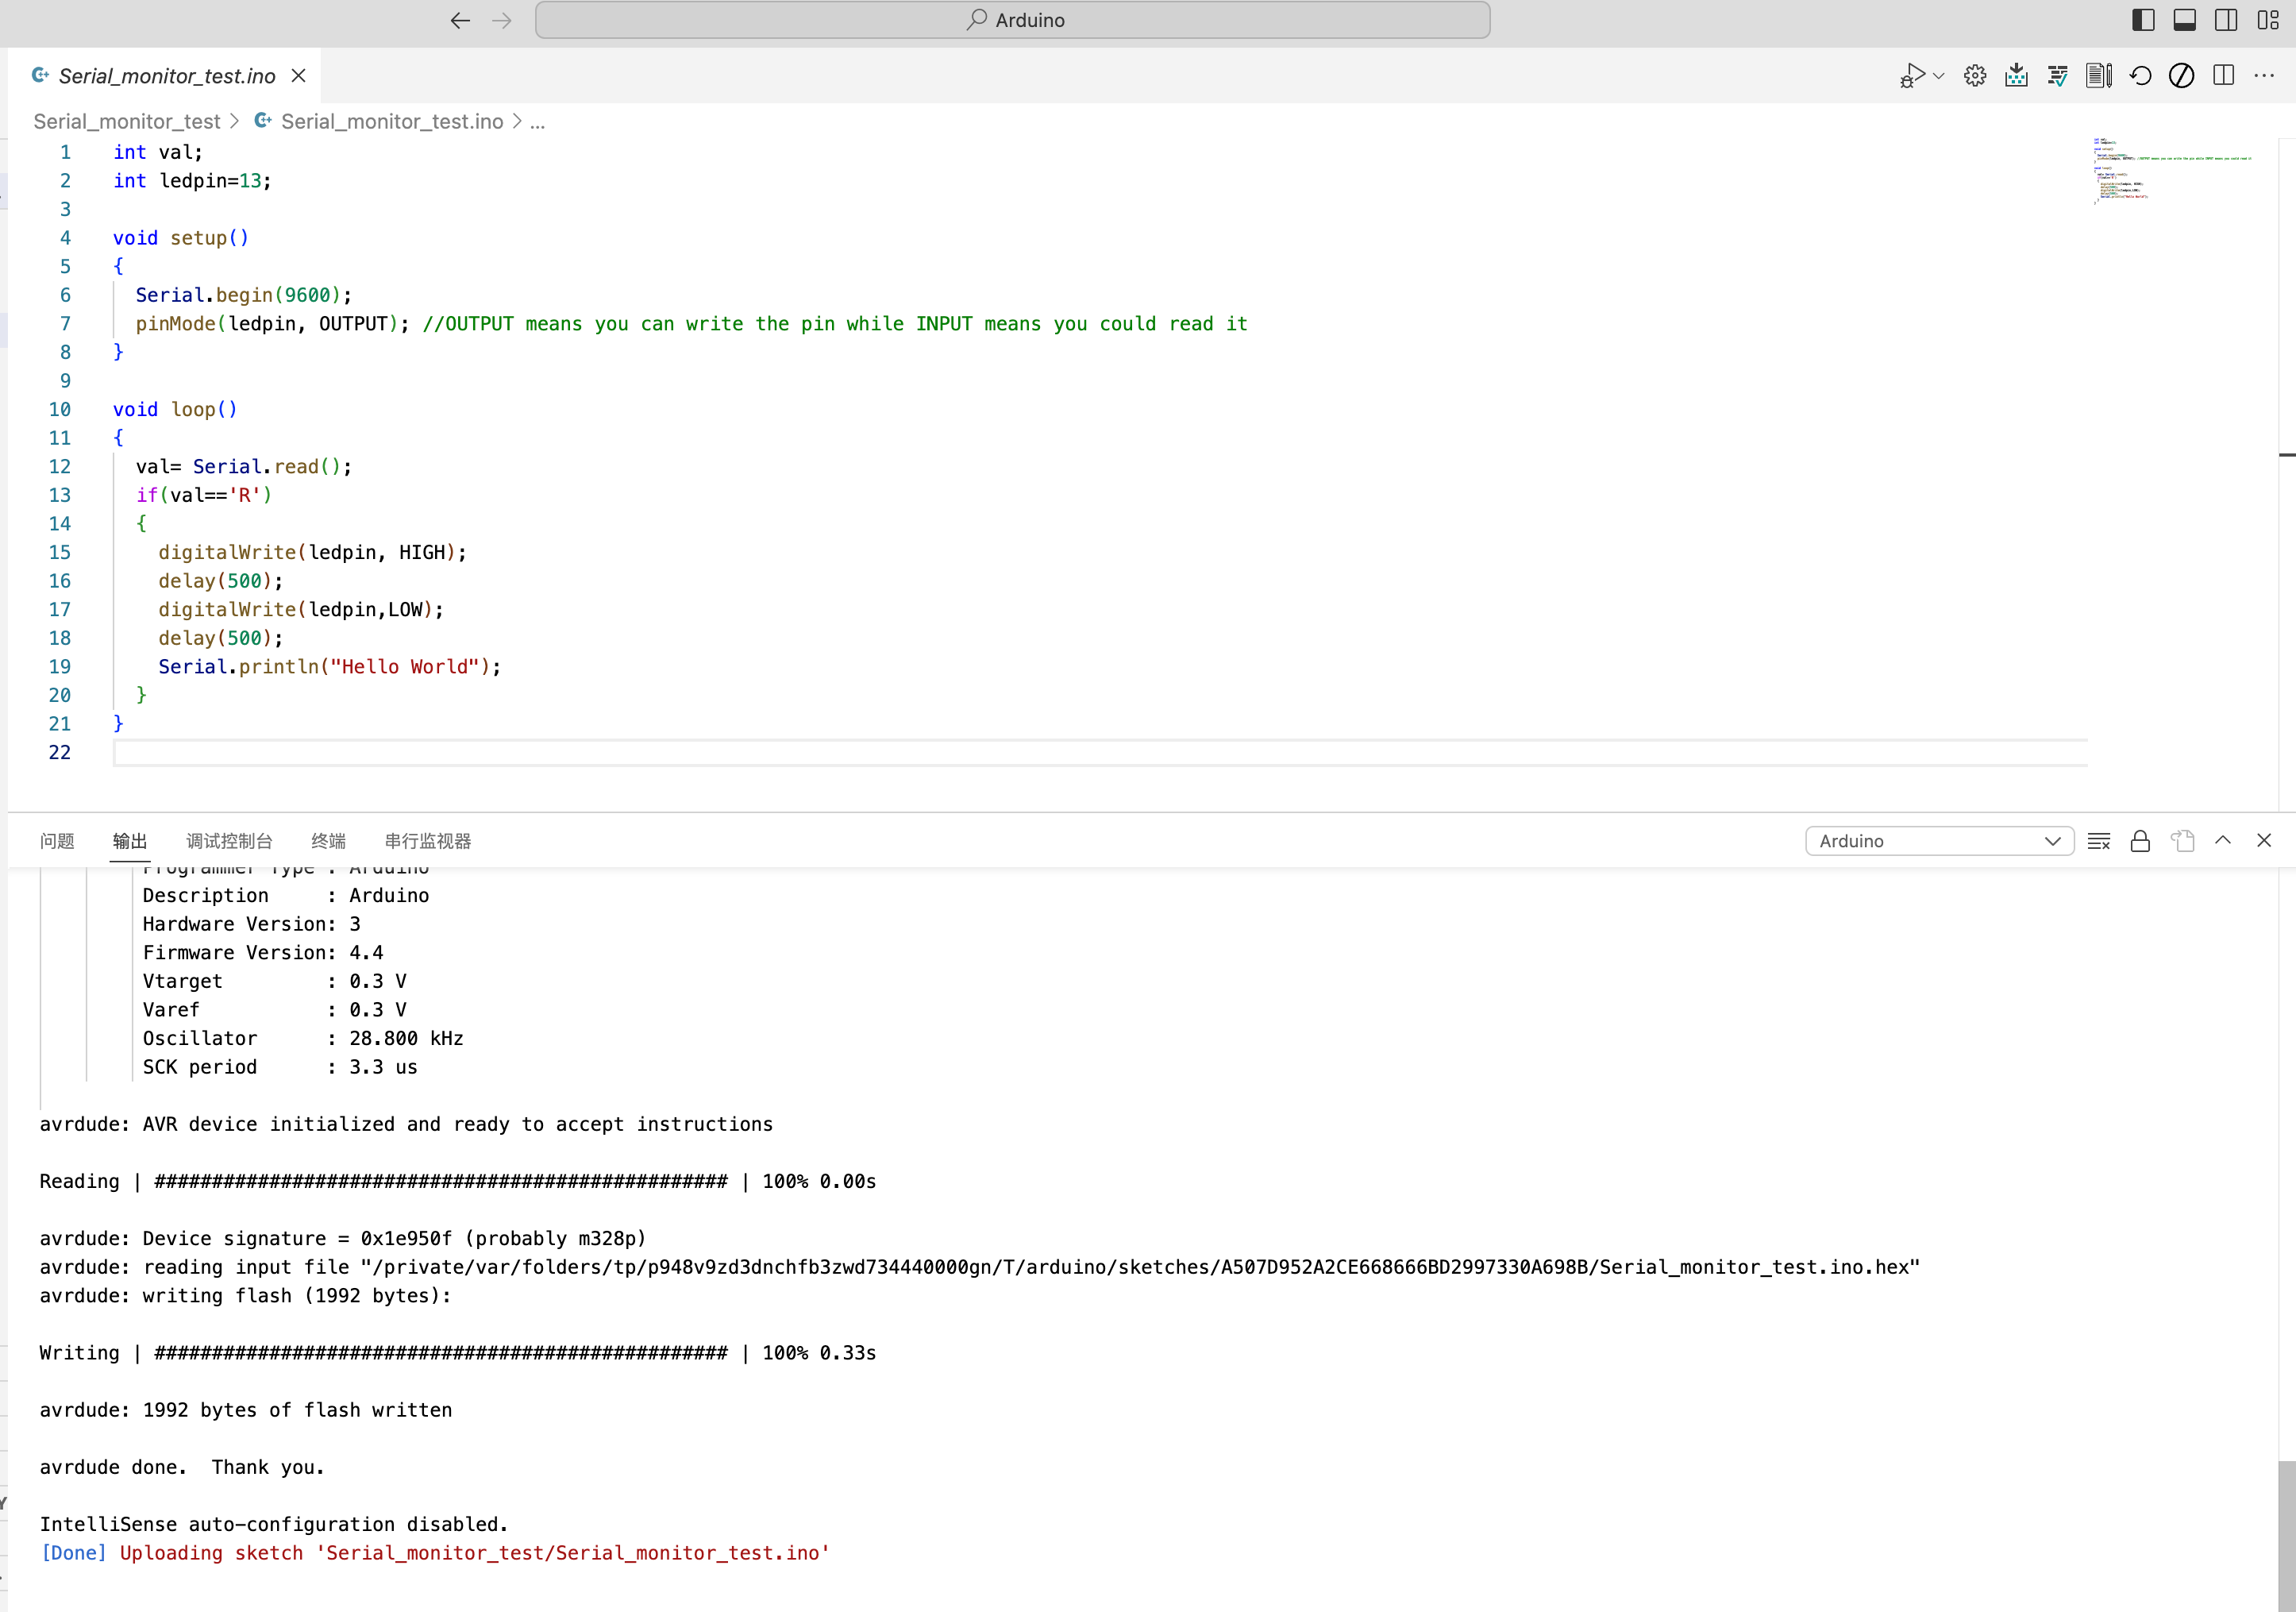 Arduino
Serial_monitor_test.ino
Serial_monitor_test > Serial_monitor_test.ino > ...
1 int val;
2 int ledpin=13;
3
4 void setup()
5 {
6 Serial.begin(9600);
7 pinMode(ledpin, OUTPUT); //OUTPUT means you can write the pin while INPUT means you could read it
8 }
9
10 void loop()
11 {
12 val= Serial.read();
13 if(val=='R')
14 {
15 digitalWrite(ledpin, HIGH);
16 delay(500);
17 digitalWrite(ledpin,LOW);
18 delay(500);
19 Serial.println("Hello World");
20 }
21 }
22
问题 输出 调试控制台 终端 串行监视器 Arduino
Programmer Type : Arduino
Description : Arduino
Hardware Version: 3
Firmware Version: 4.4
Vtarget : 0.3 V
Varef : 0.3 V
Oscillator : 28.800 kHz
SCK period : 3.3 us
avrdude: AVR device initialized and ready to accept instructions
Reading | ################################################## | 100% 0.00s
avrdude: Device signature = 0x1e950f (probably m328p)
avrdude: reading input file "/private/var/folders/tp/p948v9zd3dnchfb3zwd734440000gn/T/arduino/sketches/A507D952A2CE668666BD2997330A698B/Serial_monitor_test.ino.hex"
avrdude: writing flash (1992 bytes):
Writing | ################################################## | 100% 0.33s
avrdude: 1992 bytes of flash written
avrdude done.  Thank you.
IntelliSense auto-configuration disabled.
[Done] Uploading sketch 'Serial_monitor_test/Serial_monitor_test.ino'